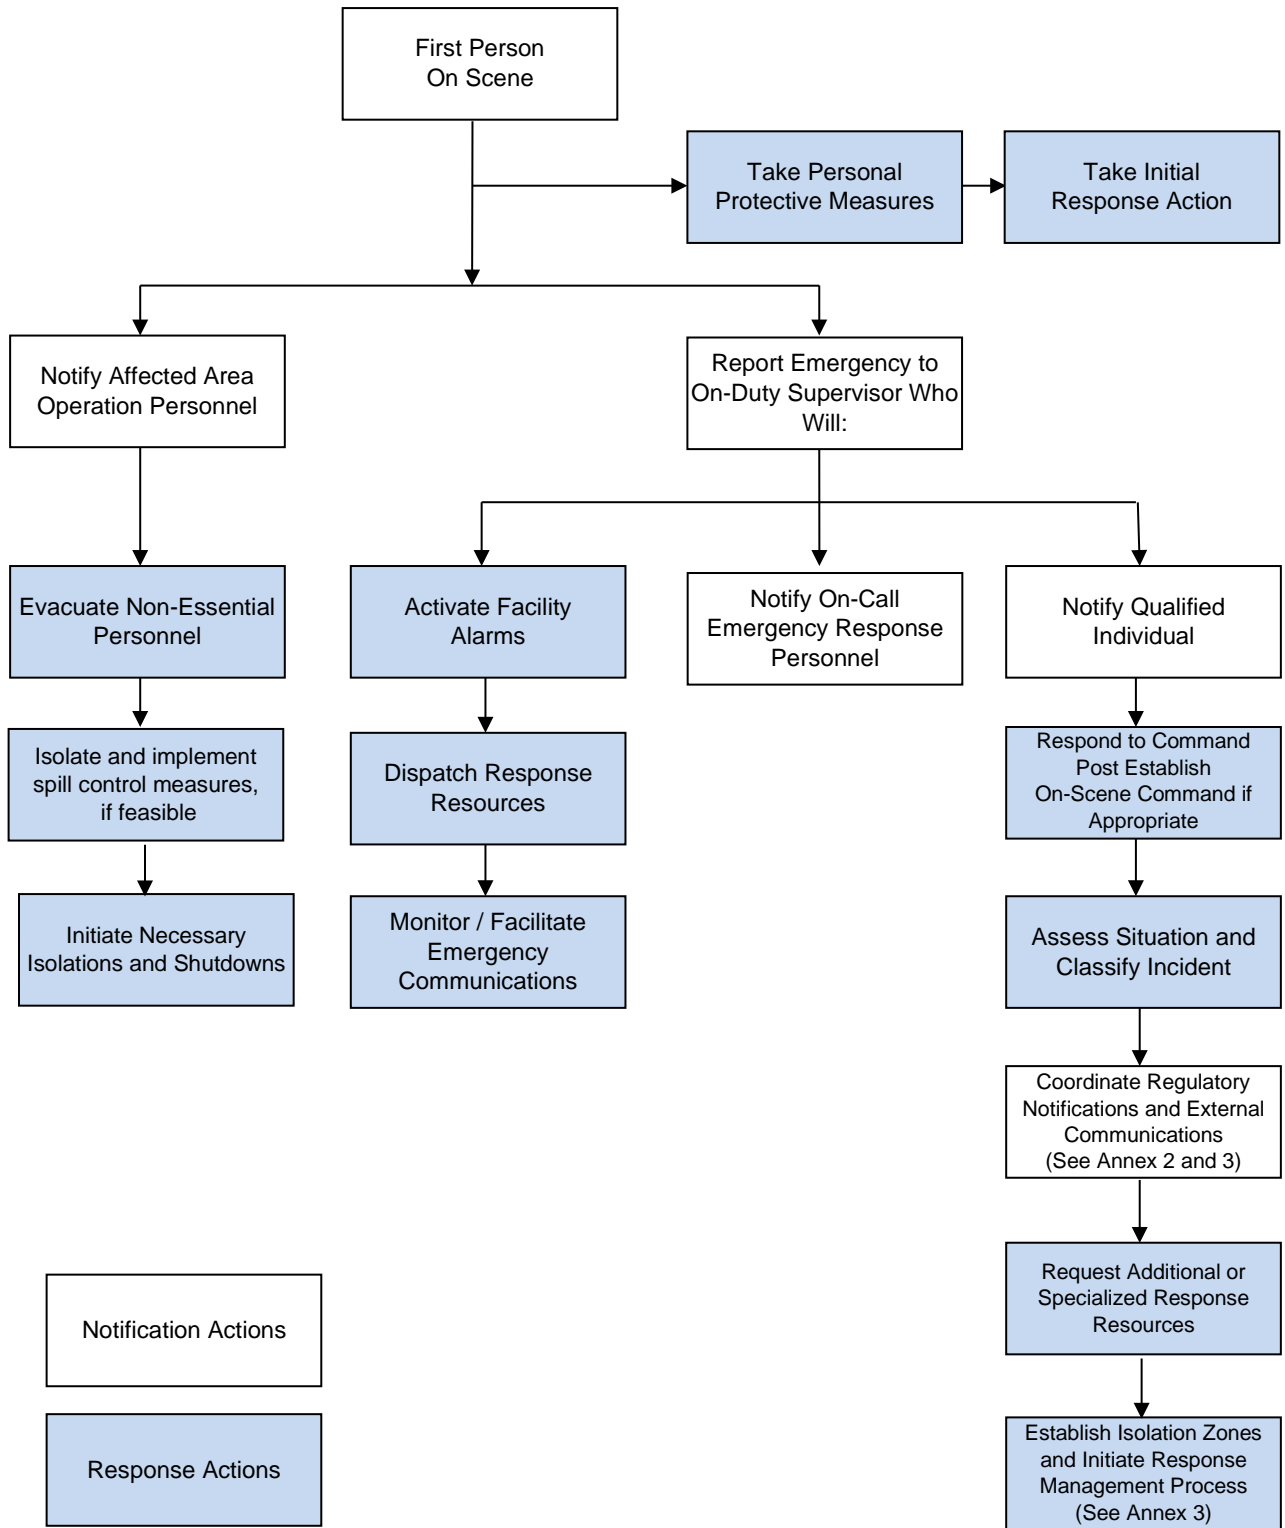 First Person
On Scene
Take Personal
Protective Measures
Take Initial
Response Action
Notify Affected Area
Operation Personnel
Report Emergency to
On-Duty Supervisor Who
Will:
Evacuate Non-Essential
Personnel
Activate Facility
Alarms
Notify On-Call
Emergency Response
Personnel
Notify Qualified
Individual
Isolate and implement
spill control measures,
if feasible
Dispatch Response
Resources
Respond to Command
Post Establish
On-Scene Command if
Appropriate
Initiate Necessary
Isolations and Shutdowns
Monitor / Facilitate
Emergency
Communications
Assess Situation and
Classify Incident
Coordinate Regulatory
Notifications and External
Communications
(See Annex 2 and 3)
Request Additional or
Specialized Response
Resources
Notification Actions
Establish Isolation Zones
and Initiate Response
Management Process
(See Annex 3)
Response Actions